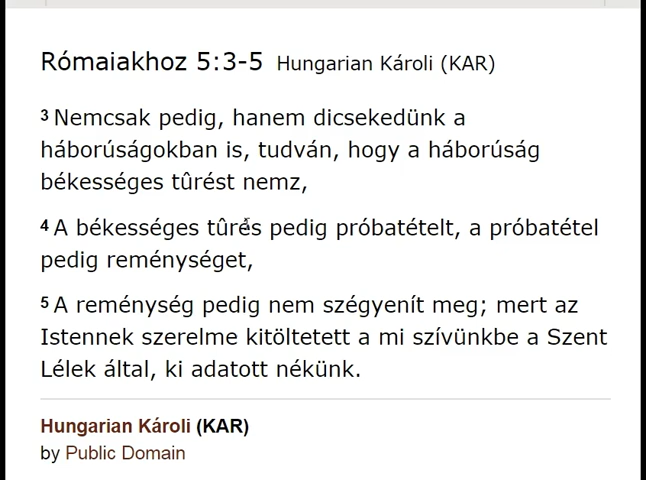 Rómaiakhoz 5:3-5 Hungarian Károli (KAR)
3 Nemcsak pedig, hanem dicsekedünk a
háborúságokban is, tudván, hogy a háborúság
békességes tûrést nemz,
4 A békességes tûrés pedig próbatételt, a próbatétel
pedig reménységet,
5 A reménység pedig nem szégyenít meg; mert az
Istennek szerelme kitöltetett a mi szívünkbe a Szent
Lélek által, ki adatott nékünk.
Hungarian Károli (KAR)
by Public Domain